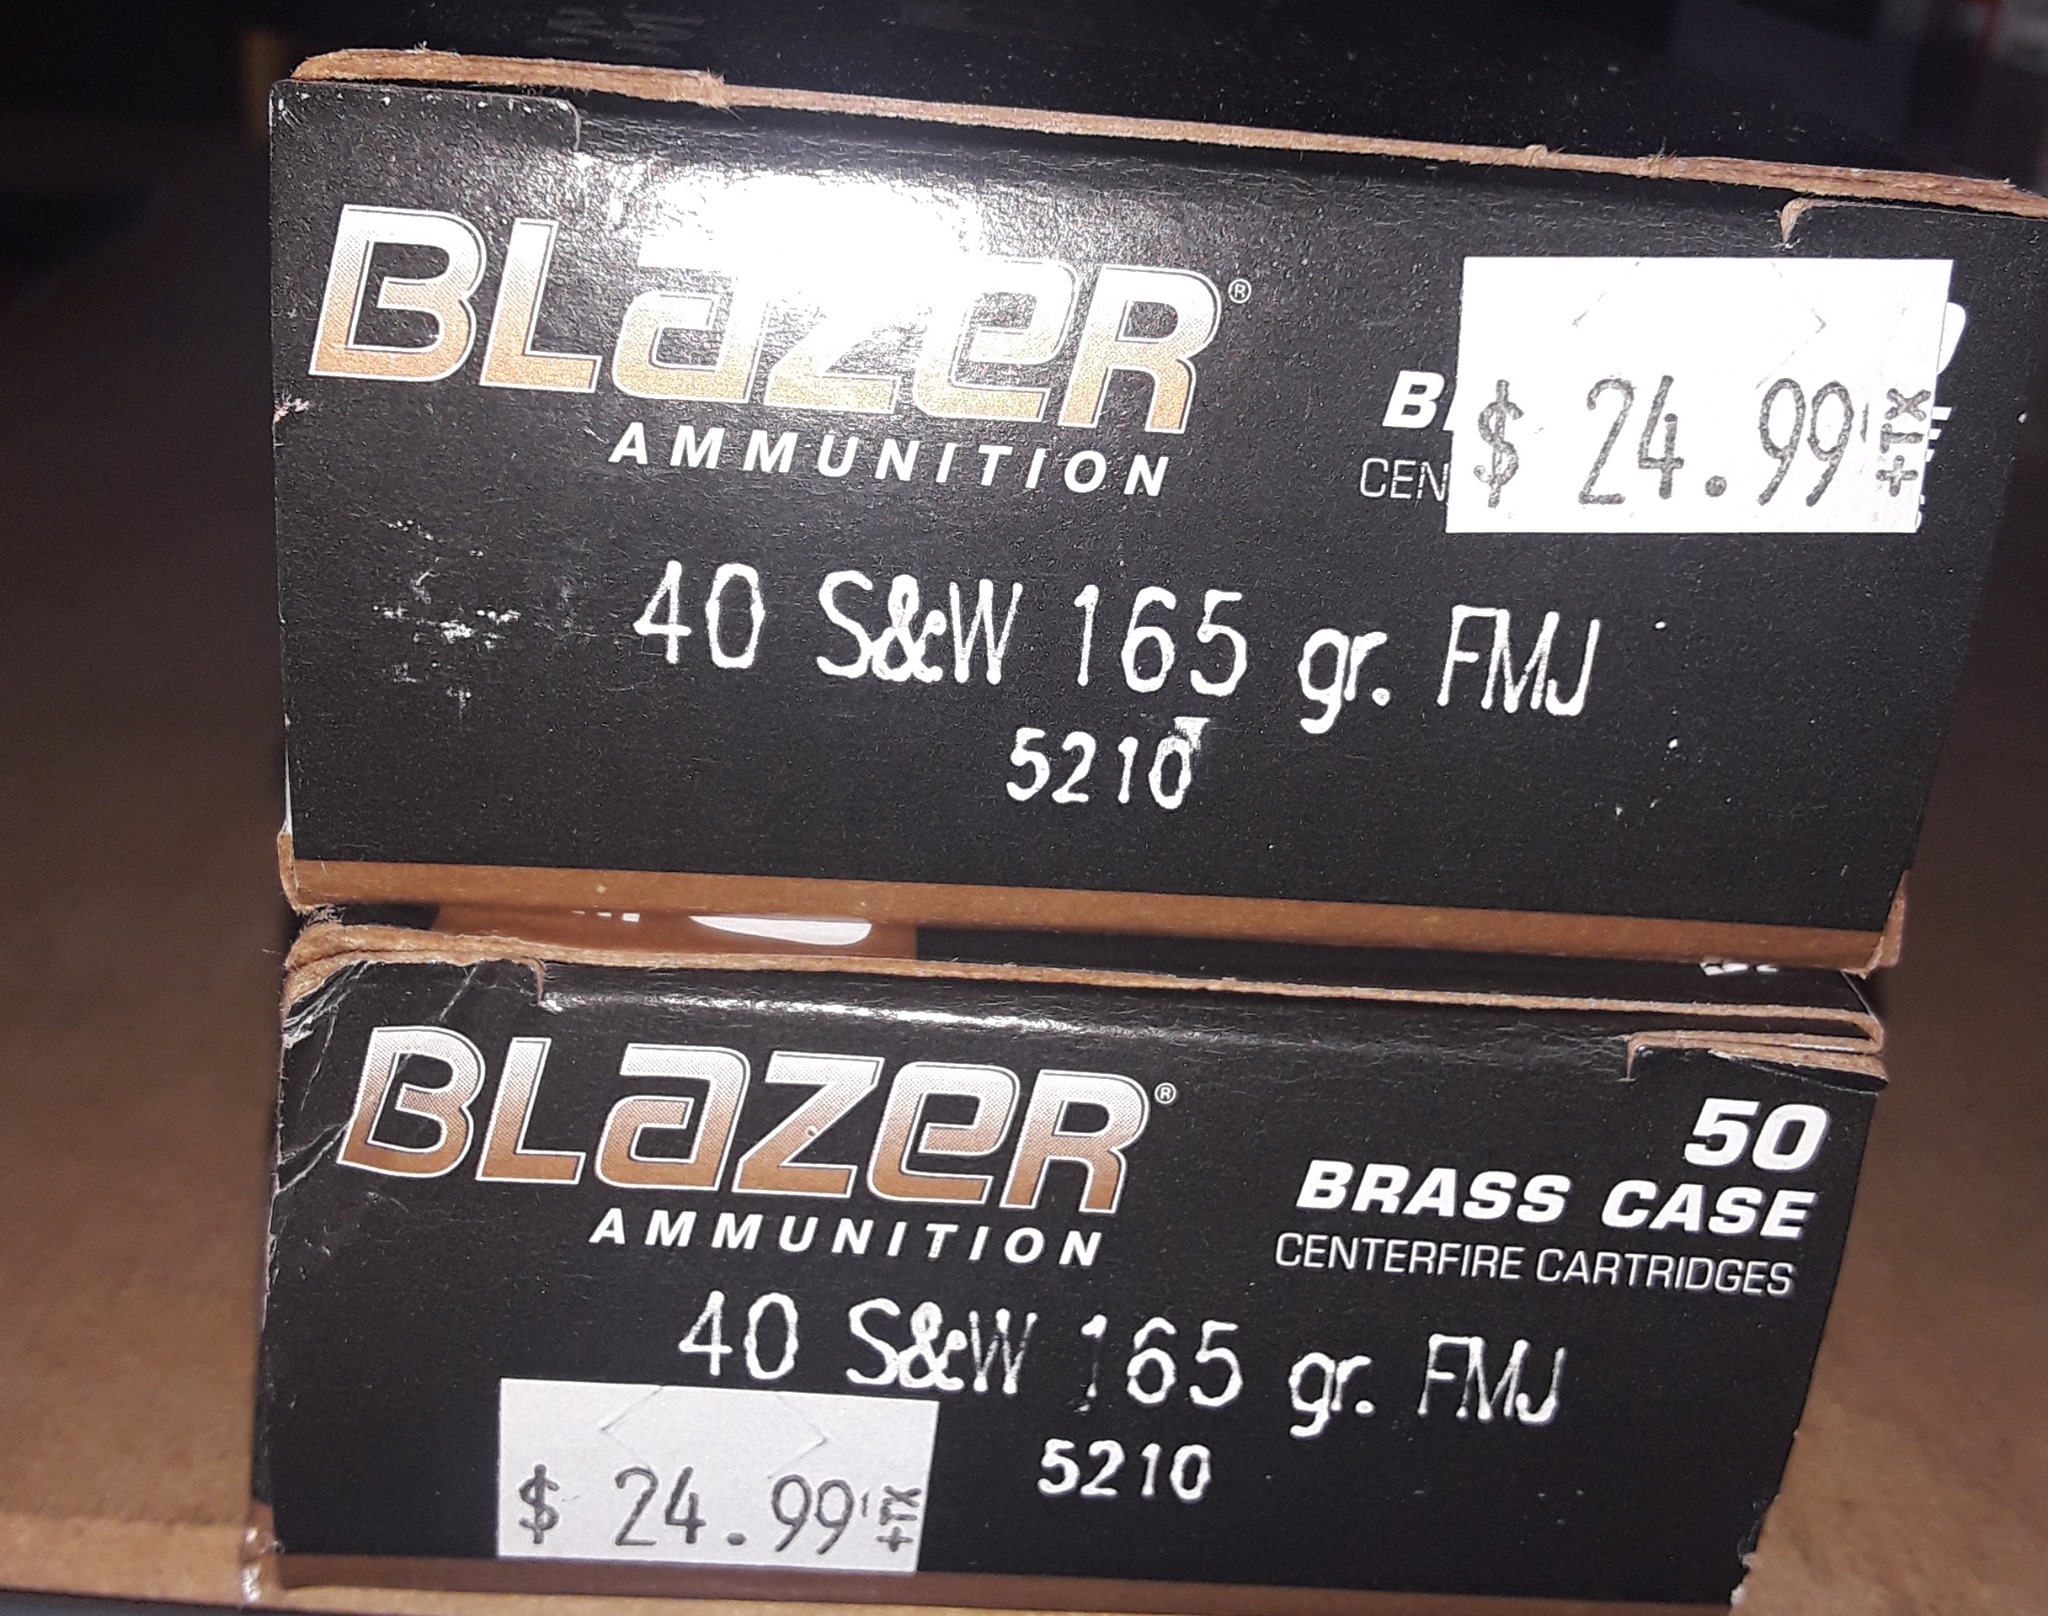 BLazeR®
AMMUNITION
$ 24.99 +TX
40 S&W 165 gr. FMJ
5210
BLazeR®
AMMUNITION
50
BRASS CASE
CENTERFIRE CARTRIDGES
40 S&W 165 gr. FMJ
5210
$ 24.99 +TX